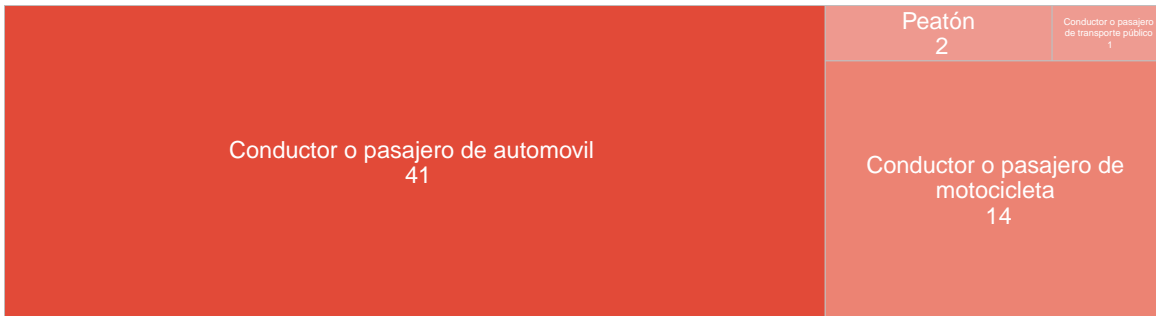 Conductor o pasajero de automovil
41
Peatón
2
Conductor o pasajero
de transporte público
1
Conductor o pasajero de
motocicleta
14